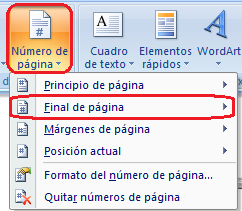 Número de página
Cuadro de texto
Elementos rápidos
WordArt
Principio de página
Final de página
Márgenes de página
Posición actual
Formato del número de página...
Quitar números de página